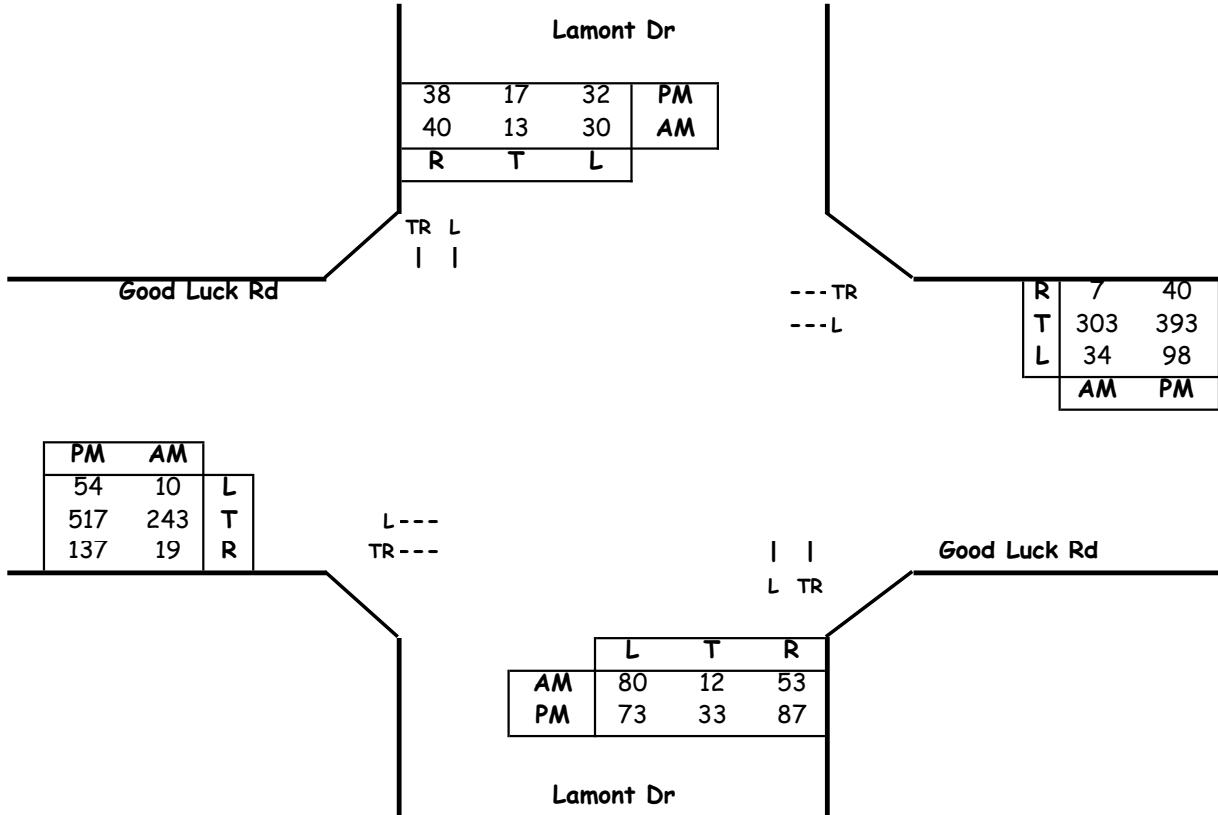 Lamont Dr
38 17 32 PM
40 13 30 AM
R T L
TR L
Good Luck Rd
--- TR
--- L
R 7 40
T 303 393
L 34 98
AM PM
PM AM
54 10 L
517 243 T
137 19 R
L ---
TR ---
L TR
Good Luck Rd
L T R
AM 80 12 53
PM 73 33 87
Lamont Dr